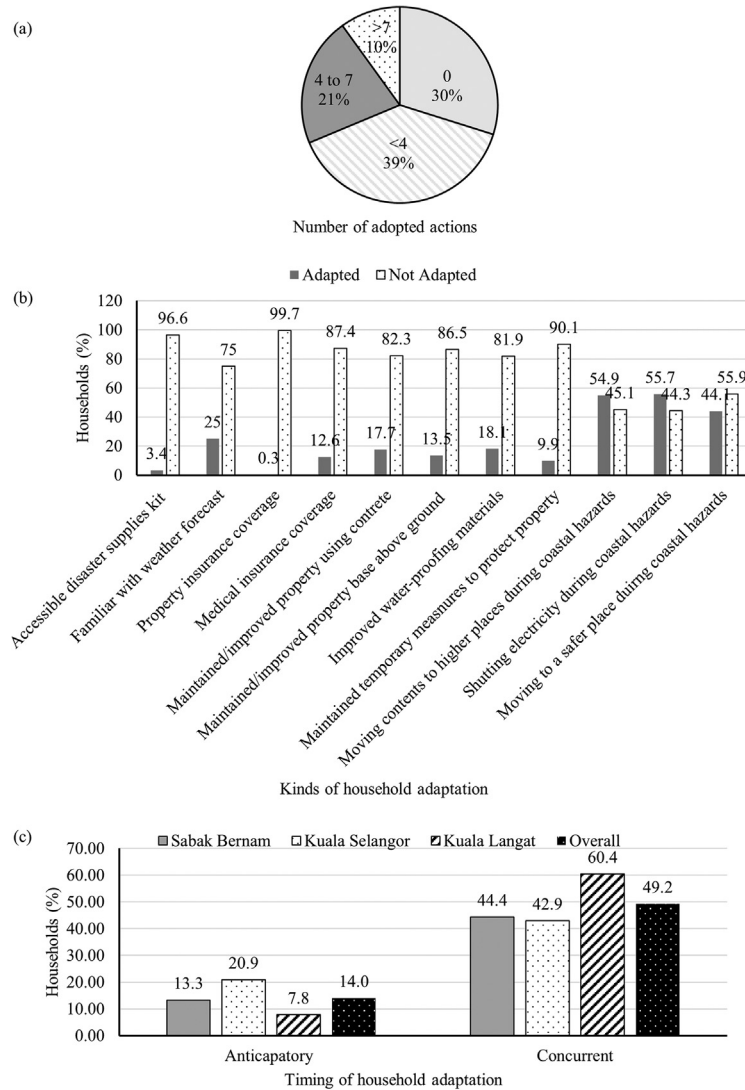 (a)
>7
10%
0
30%
4 to 7
21%
<4
39%
Number of adopted actions
Adapted Not Adapted
(b)
Households (%)
120
100
80
60
40
20
0
3.4 96.6
25 75
0.3 99.7
12.6 87.4
17.7 82.3
13.5 86.5
18.1 81.9
9.9 90.1
54.9 45.1
55.7 44.3
44.1 55.9
Accessible disaster supplies kit
Familiar with weather forecast
Property insurance coverage
Medical insurance coverage
Maintained/improved property using contrete
Maintained/improved property base above ground
Improved water-proofing materials
Maintained temporary measnures to protect property
Moving contents to higher places during coastal hazards
Shutting electricity during coastal hazards
Moving to a safer place duirng coastal hazards
Kinds of household adaptation
(c)
Sabak Bernam Kuala Selangor Kuala Langat Overall
Households (%)
70.00
60.00
50.00
40.00
30.00
20.00
10.00
0.00
13.3 20.9 7.8 14.0
44.4 42.9 60.4 49.2
Anticapatory Concurrent
Timing of household adaptation